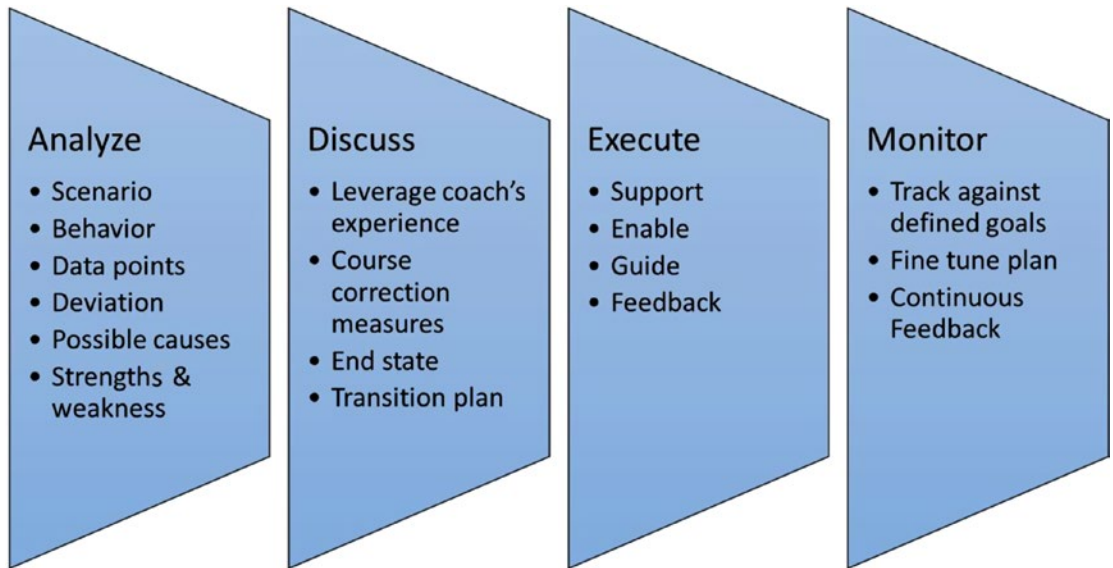 Analyze
• Scenario
• Behavior
• Data points
• Deviation
• Possible causes
• Strengths &
weakness
Discuss
• Leverage coach's
experience
• Course
correction
measures
• End state
• Transition plan
Execute
• Support
• Enable
• Guide
• Feedback
Monitor
• Track against
defined goals
• Fine tune plan
• Continuous
Feedback